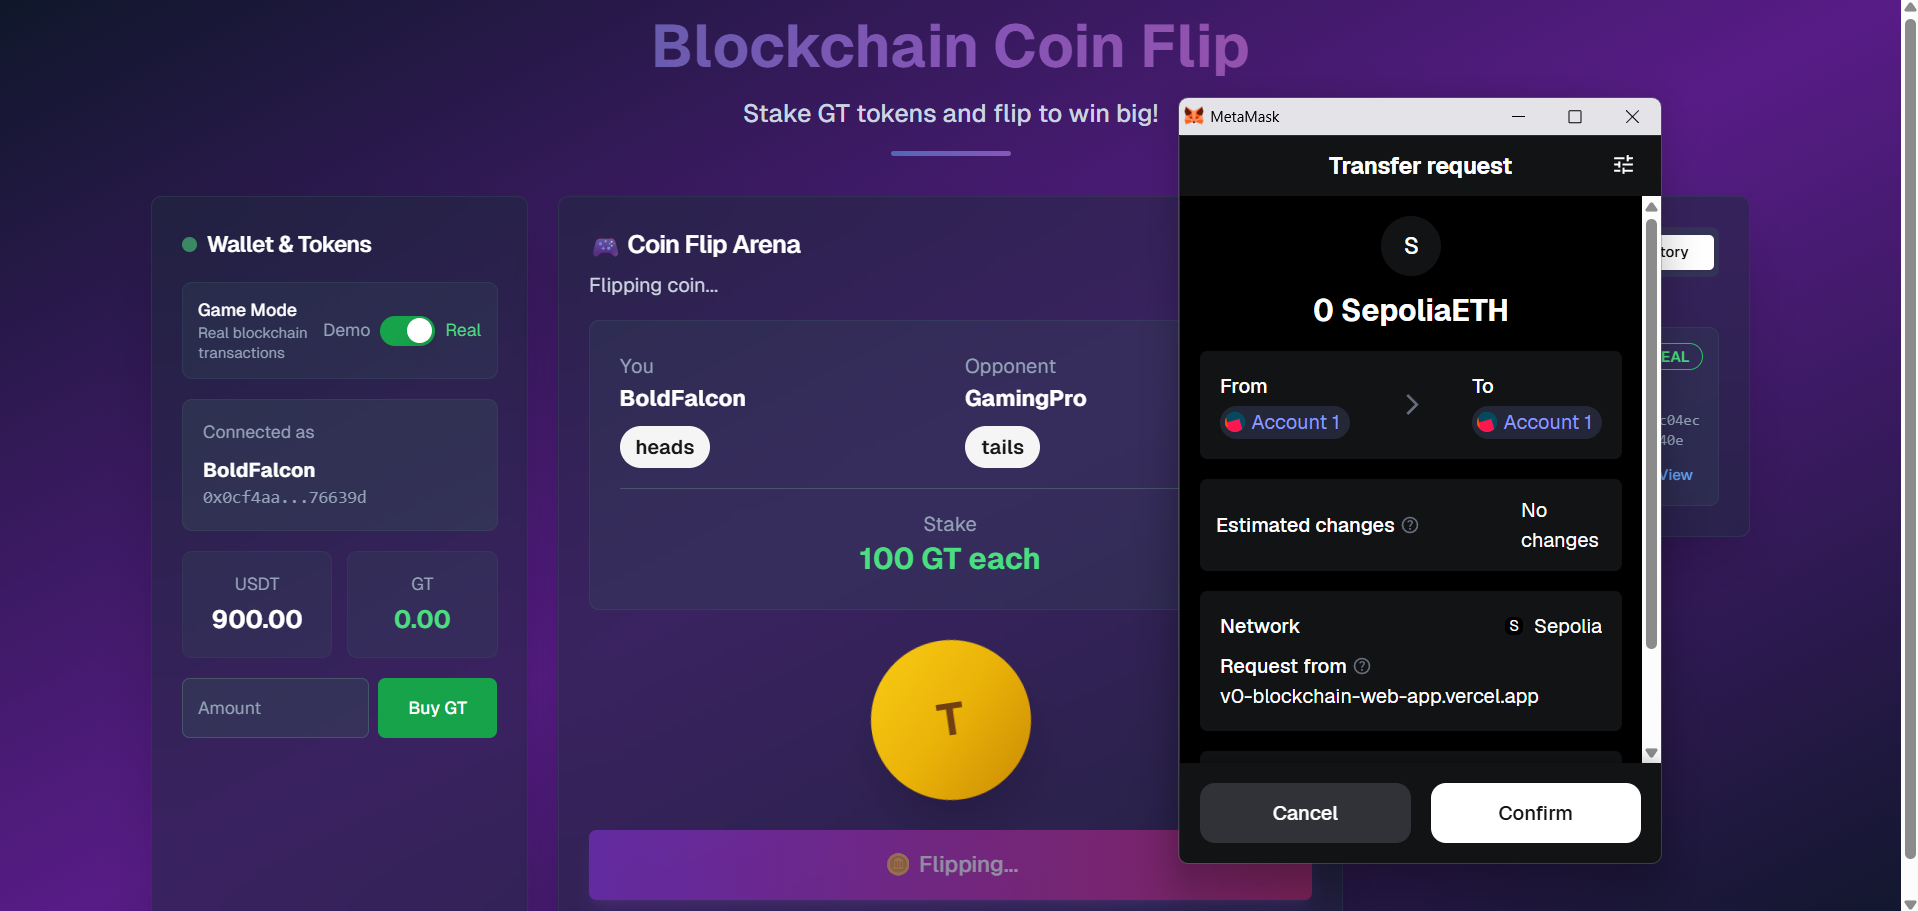 Blockchain Coin Flip
Stake GT tokens and flip to win big!
Wallet & Tokens
Game Mode
Real blockchain
transactions
Demo
Real
Connected as
BoldFalcon
0x0cf4aa...76639d
USDT
900.00
GT
0.00
Amount
Buy GT
Coin Flip Arena
Flipping coin...
You
BoldFalcon
heads
Opponent
GamingPro
tails
Stake
100 GT each
T
Flipping...
MetaMask
Transfer request
S
0 SepoliaETH
From
Account 1
To
Account 1
Estimated changes
No
changes
Network
S Sepolia
Request from
v0-blockchain-web-app.vercel.app
Cancel
Confirm
tory
EAL
c04ec
40e
View